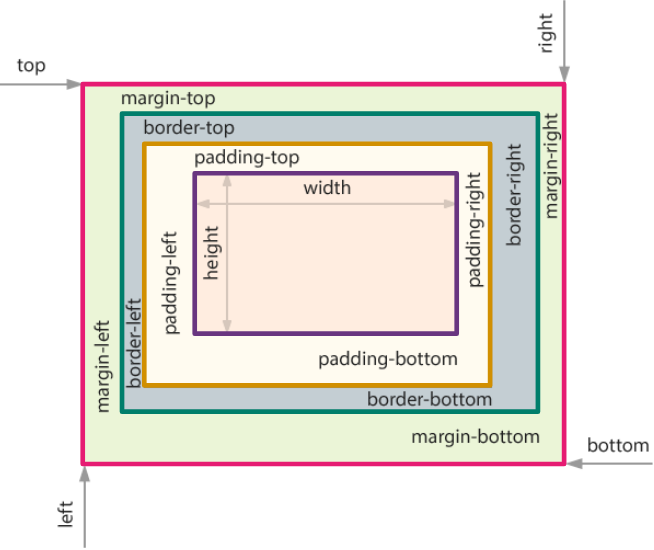 right
top
margin-top
border-top
padding-top
width
height
padding-left
padding-right
border-right
margin-right
margin-left
border-left
padding-bottom
border-bottom
margin-bottom
bottom
left